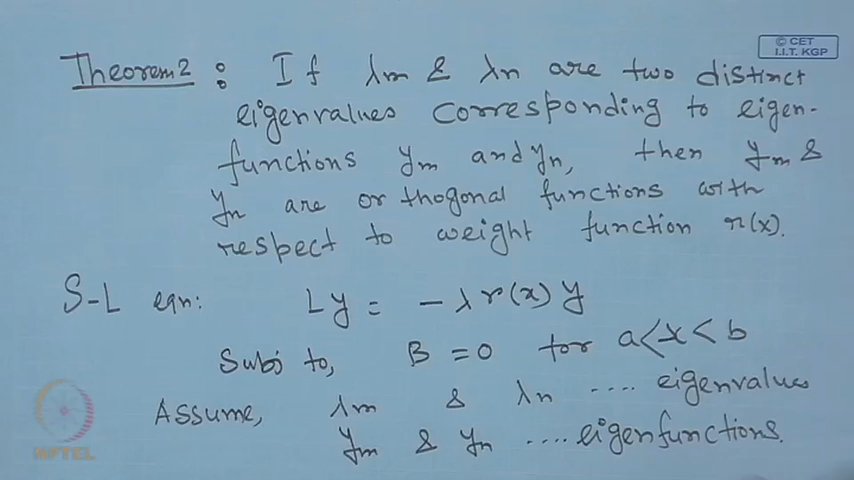 © CET
I.I.T. KGP
Theorem 2 : If λm & λn are two distinct
eigenvalues corresponding to eigen-
functions ym and yn, then ym &
yn are orthogonal functions with
respect to weight function r(x).
S-L eqn: Ly = - λ r(x) y
Subj to, B = 0 for a < x < b
Assume, λm & λn .... eigenvalues
ym & yn .... eigenfunctions.
NPTEL